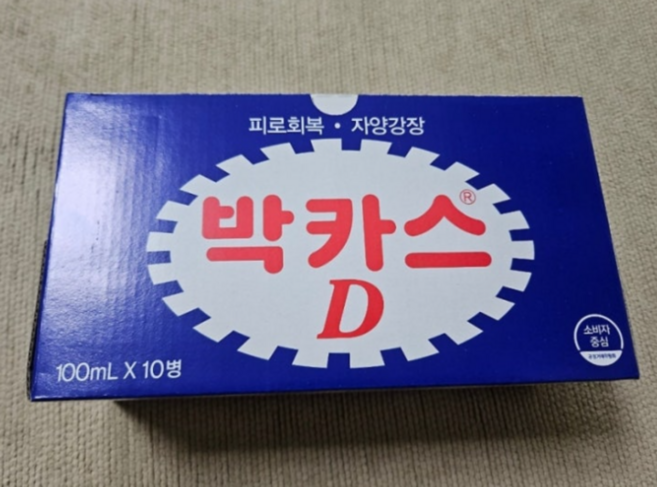 피로회복 · 자양강장
박카스®
D
100mL X 10병
소비자
중심